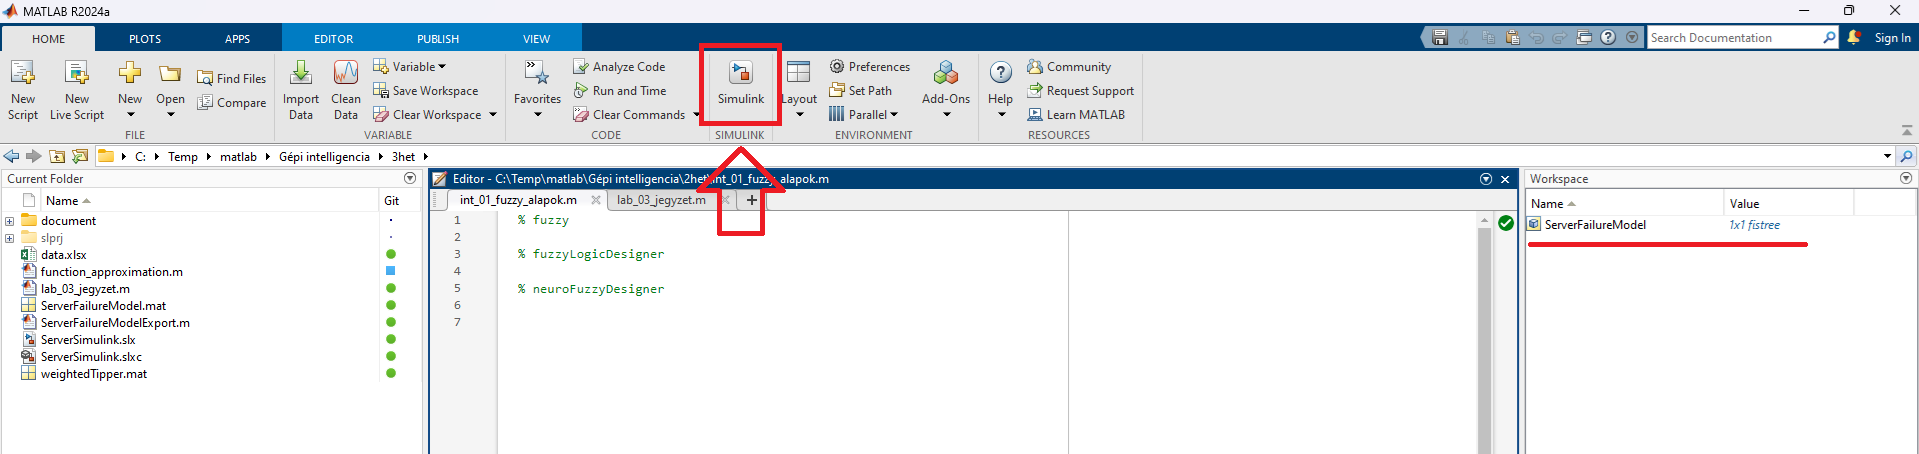 MATLAB R2024a
HOME PLOTS APPS EDITOR PUBLISH VIEW Search Documentation Sign In
New Script
New Live Script
New
Open
Find Files
Compare
FILE
Import Data
Clean Data
Variable
Save Workspace
Clear Workspace
VARIABLE
Favorites
Analyze Code
Run and Time
Clear Commands
CODE
Simulink
SIMULINK
Layout
Preferences
Set Path
Parallel
ENVIRONMENT
Add-Ons
Help
Community
Request Support
Learn MATLAB
RESOURCES
C: Temp matlab Gépi intelligencia 3het
Current Folder
Name Git
document
slprj
data.xlsx
function_approximation.m
lab_03_jegyzet.m
ServerFailureModel.mat
ServerFailureModelExport.m
ServerSimulink.slx
ServerSimulink.slxc
weightedTipper.mat
Editor - C:\Temp\matlab\Gépi intelligencia\2het\int_01_fuzzy_alapok.m
int_01_fuzzy_alapok.m lab_03_jegyzet.m +
1 % fuzzy
2
3 % fuzzyLogicDesigner
4
5 % neuroFuzzyDesigner
6
7
Workspace
Name Value
ServerFailureModel 1x1 fistree